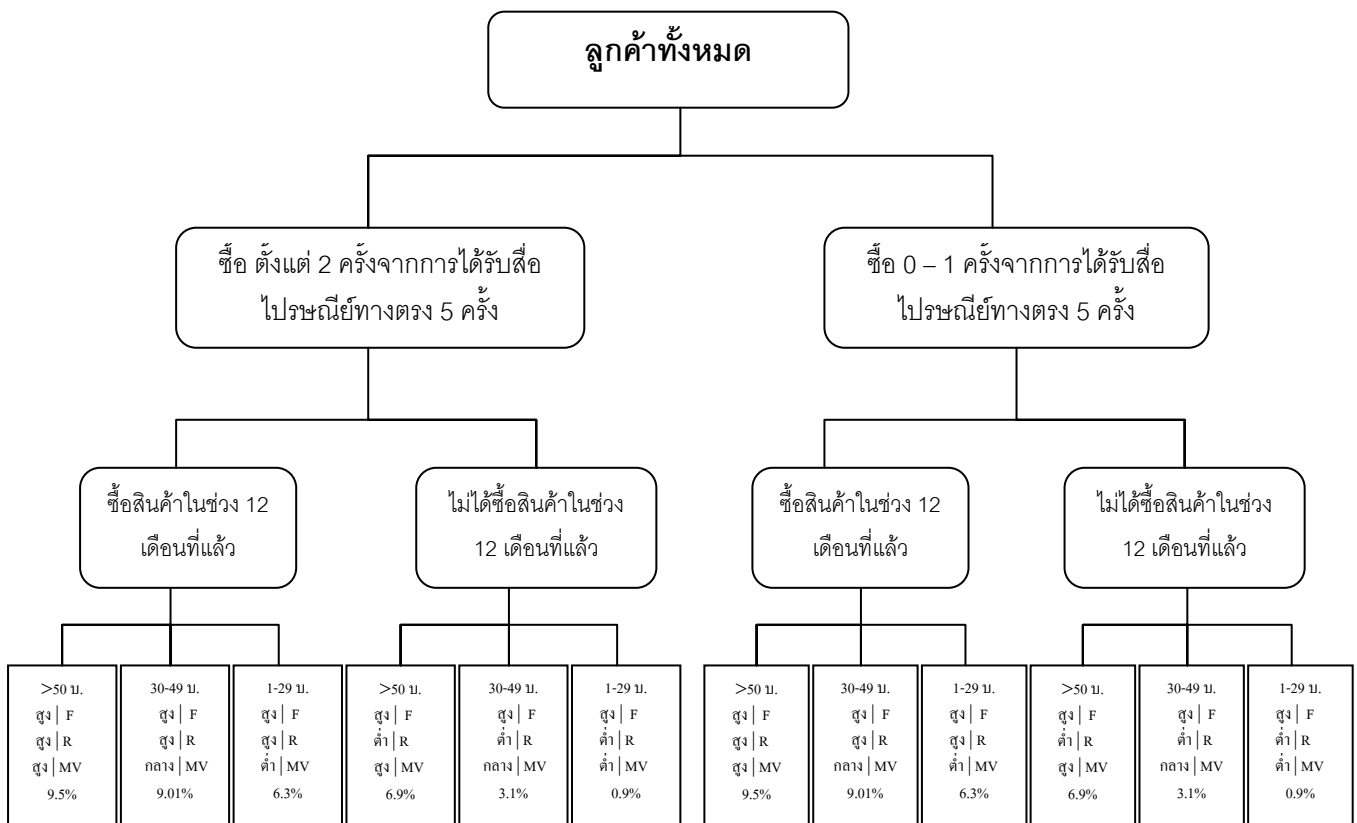 ลูกค้าทั้งหมด
ซื้อ ตั้งแต่ 2 ครั้งจากการได้รับสื่อ
ไปรษณีย์ทางตรง 5 ครั้ง
ซื้อ 0 – 1 ครั้งจากการได้รับสื่อ
ไปรษณีย์ทางตรง 5 ครั้ง
ซื้อสินค้าในช่วง 12
เดือนที่แล้ว
ไม่ได้ซื้อสินค้าในช่วง
12 เดือนที่แล้ว
ซื้อสินค้าในช่วง 12
เดือนที่แล้ว
ไม่ได้ซื้อสินค้าในช่วง
12 เดือนที่แล้ว
>50 บ.
สูง | F
สูง | R
สูง | MV
9.5%
30-49 บ.
สูง | F
สูง | R
กลาง | MV
9.01%
1-29 บ.
สูง | F
สูง | R
ต่ำ | MV
6.3%
>50 บ.
สูง | F
ต่ำ | R
สูง | MV
6.9%
30-49 บ.
สูง | F
ต่ำ | R
กลาง | MV
3.1%
1-29 บ.
สูง | F
ต่ำ | R
ต่ำ | MV
0.9%
>50 บ.
สูง | F
สูง | R
สูง | MV
9.5%
30-49 บ.
สูง | F
สูง | R
กลาง | MV
9.01%
1-29 บ.
สูง | F
สูง | R
ต่ำ | MV
6.3%
>50 บ.
สูง | F
ต่ำ | R
สูง | MV
6.9%
30-49 บ.
สูง | F
ต่ำ | R
กลาง | MV
3.1%
1-29 บ.
สูง | F
ต่ำ | R
ต่ำ | MV
0.9%